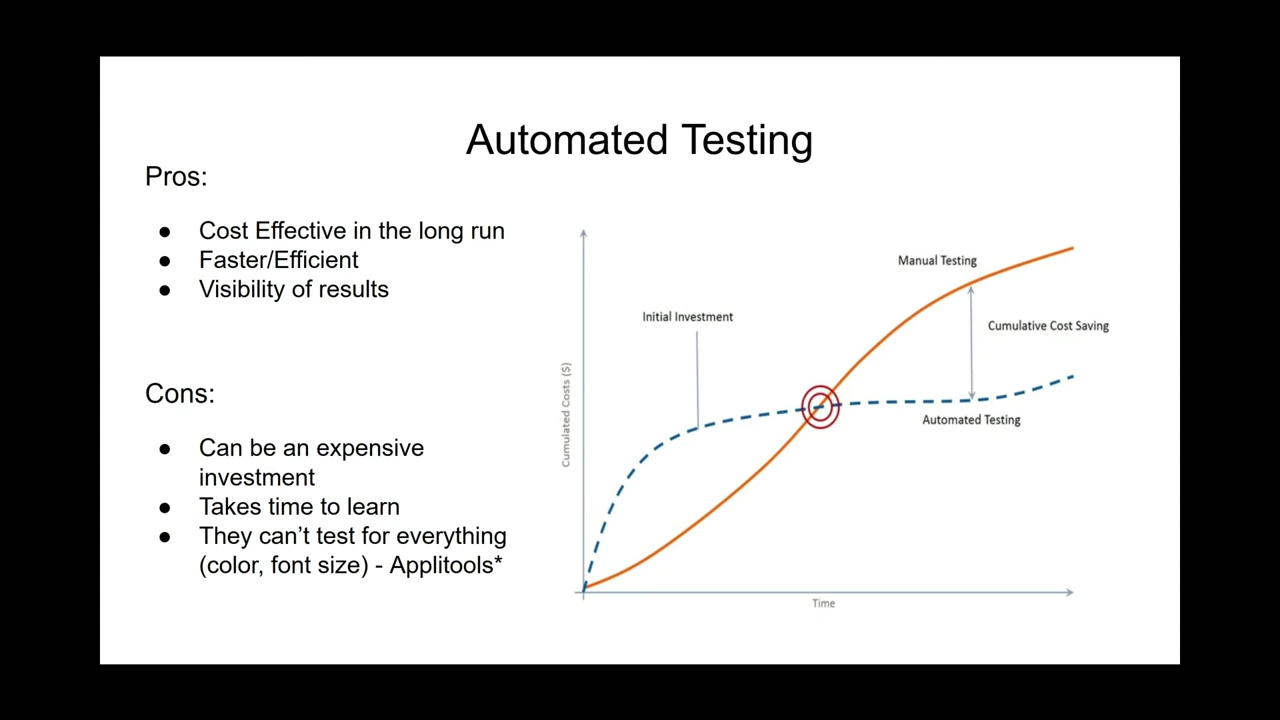 Automated Testing
Pros:
● Cost Effective in the long run
● Faster/Efficient
● Visibility of results
Cons:
● Can be an expensive
investment
● Takes time to learn
● They can’t test for everything
(color, font size) - Applitools*
Manual Testing
Initial Investment
Cumulative Cost Saving
Cumulated Costs ($)
Automated Testing
Time